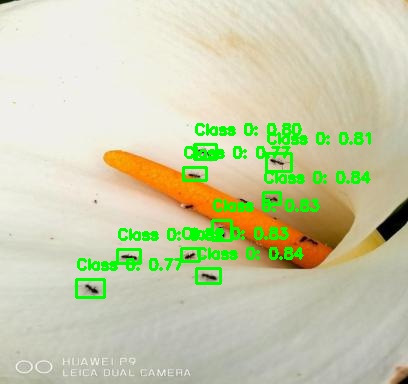 Class 0: 0.80
Class 0: 0.81
Class 0: 0.77
Class 0: 0.84
Class 0: 0.83
Class 0:
0: 0.83
Class 0: 0.84
Class 0: 0.77
HUAWEI P9
LEICA DUAL CAMERA